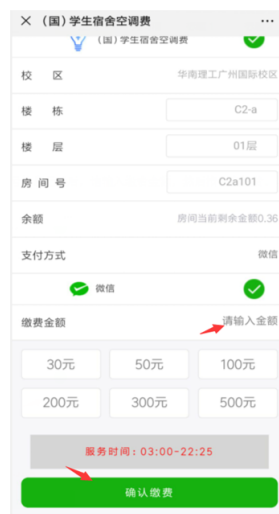 × (国)学生宿舍空调费 ···
(国)学生宿舍空调费
校 区 华南理工广州国际校区
楼 栋 C2-a
楼 层 01层
房 间 号 C2a101
余额 房间当前剩余金额0.36
支付方式 微信
微信
缴费金额 请输入金额
30元 50元 100元
200元 300元 500元
服务时间:03:00-22:25
确认缴费